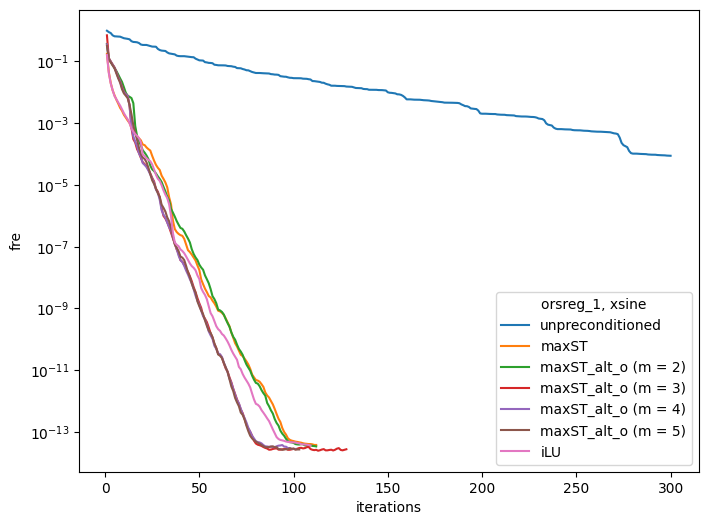 10⁻¹
10⁻³
10⁻⁵
10⁻⁷
10⁻⁹
10⁻¹¹
10⁻¹³
fre
0 50 100 150 200 250 300
iterations
orsreg_1, xsine
unpreconditioned
maxST
maxST_alt_o (m = 2)
maxST_alt_o (m = 3)
maxST_alt_o (m = 4)
maxST_alt_o (m = 5)
iLU